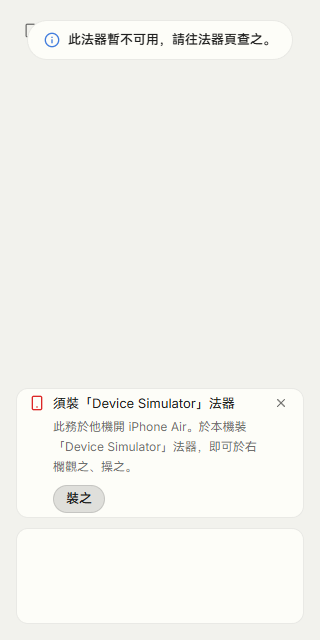 此法器暫不可用，請往法器頁查之。
須裝「Device Simulator」法器
此務於他機開 iPhone Air。於本機裝
「Device Simulator」法器，即可於右
欄觀之、操之。
裝之